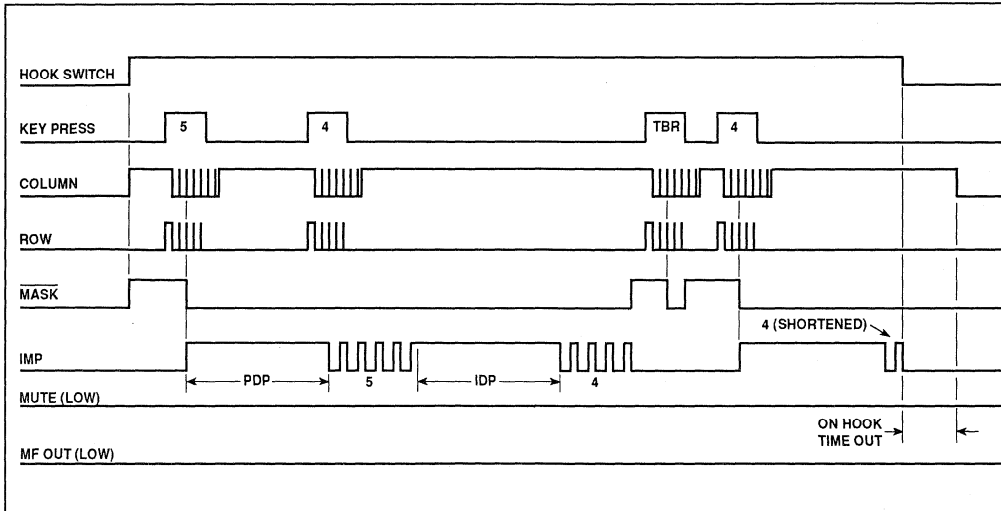 HOOK SWITCH
KEY PRESS
5
4
TBR
4
COLUMN
ROW
MASK
4 (SHORTENED)
IMP
PDP
5
IDP
4
MUTE (LOW)
ON HOOK
TIME OUT
MF OUT (LOW)